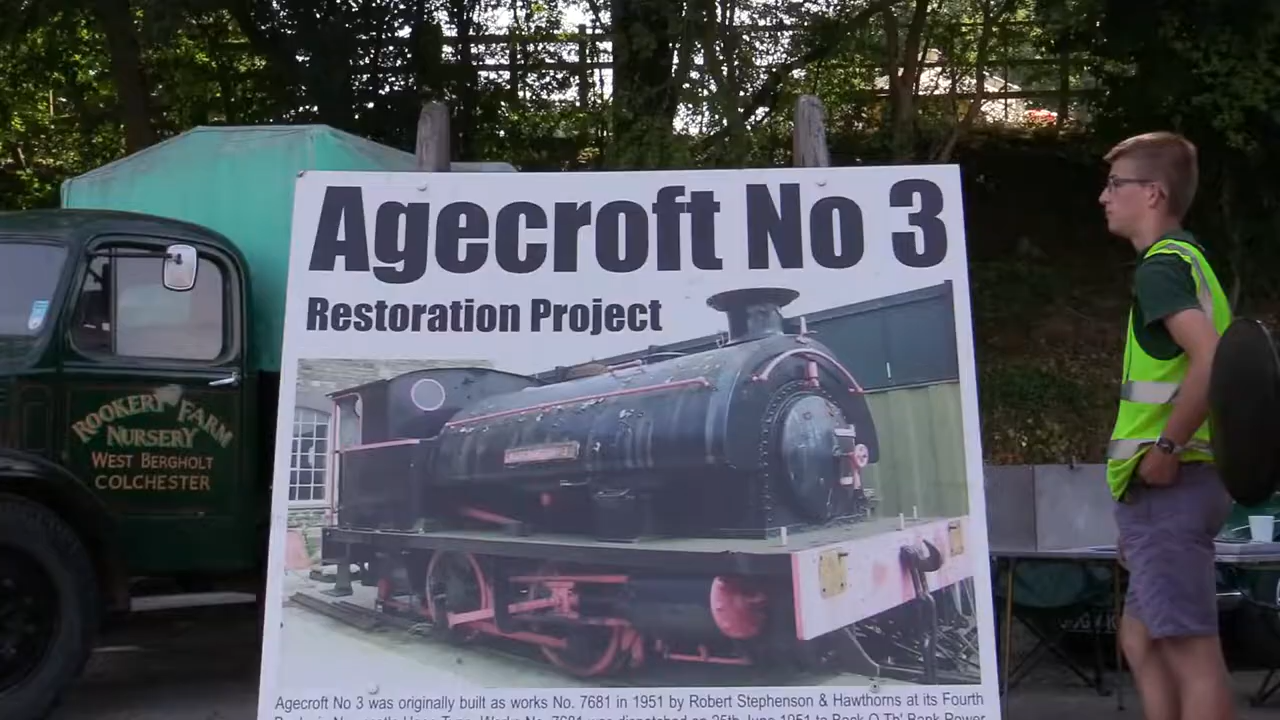 Agecroft No 3
Restoration Project
ROOKERY FARM
NURSERY
WEST BERGHOLT
COLCHESTER
Agecroft No 3 was originally built as works No. 7681 in 1951 by Robert Stephenson & Hawthorns at its Fourth